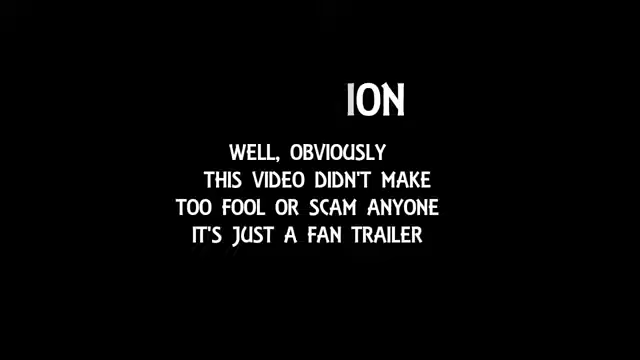 ION
WELL, OBVIOUSLY
THIS VIDEO DIDN'T MAKE
TOO FOOL OR SCAM ANYONE
IT'S JUST A FAN TRAILER